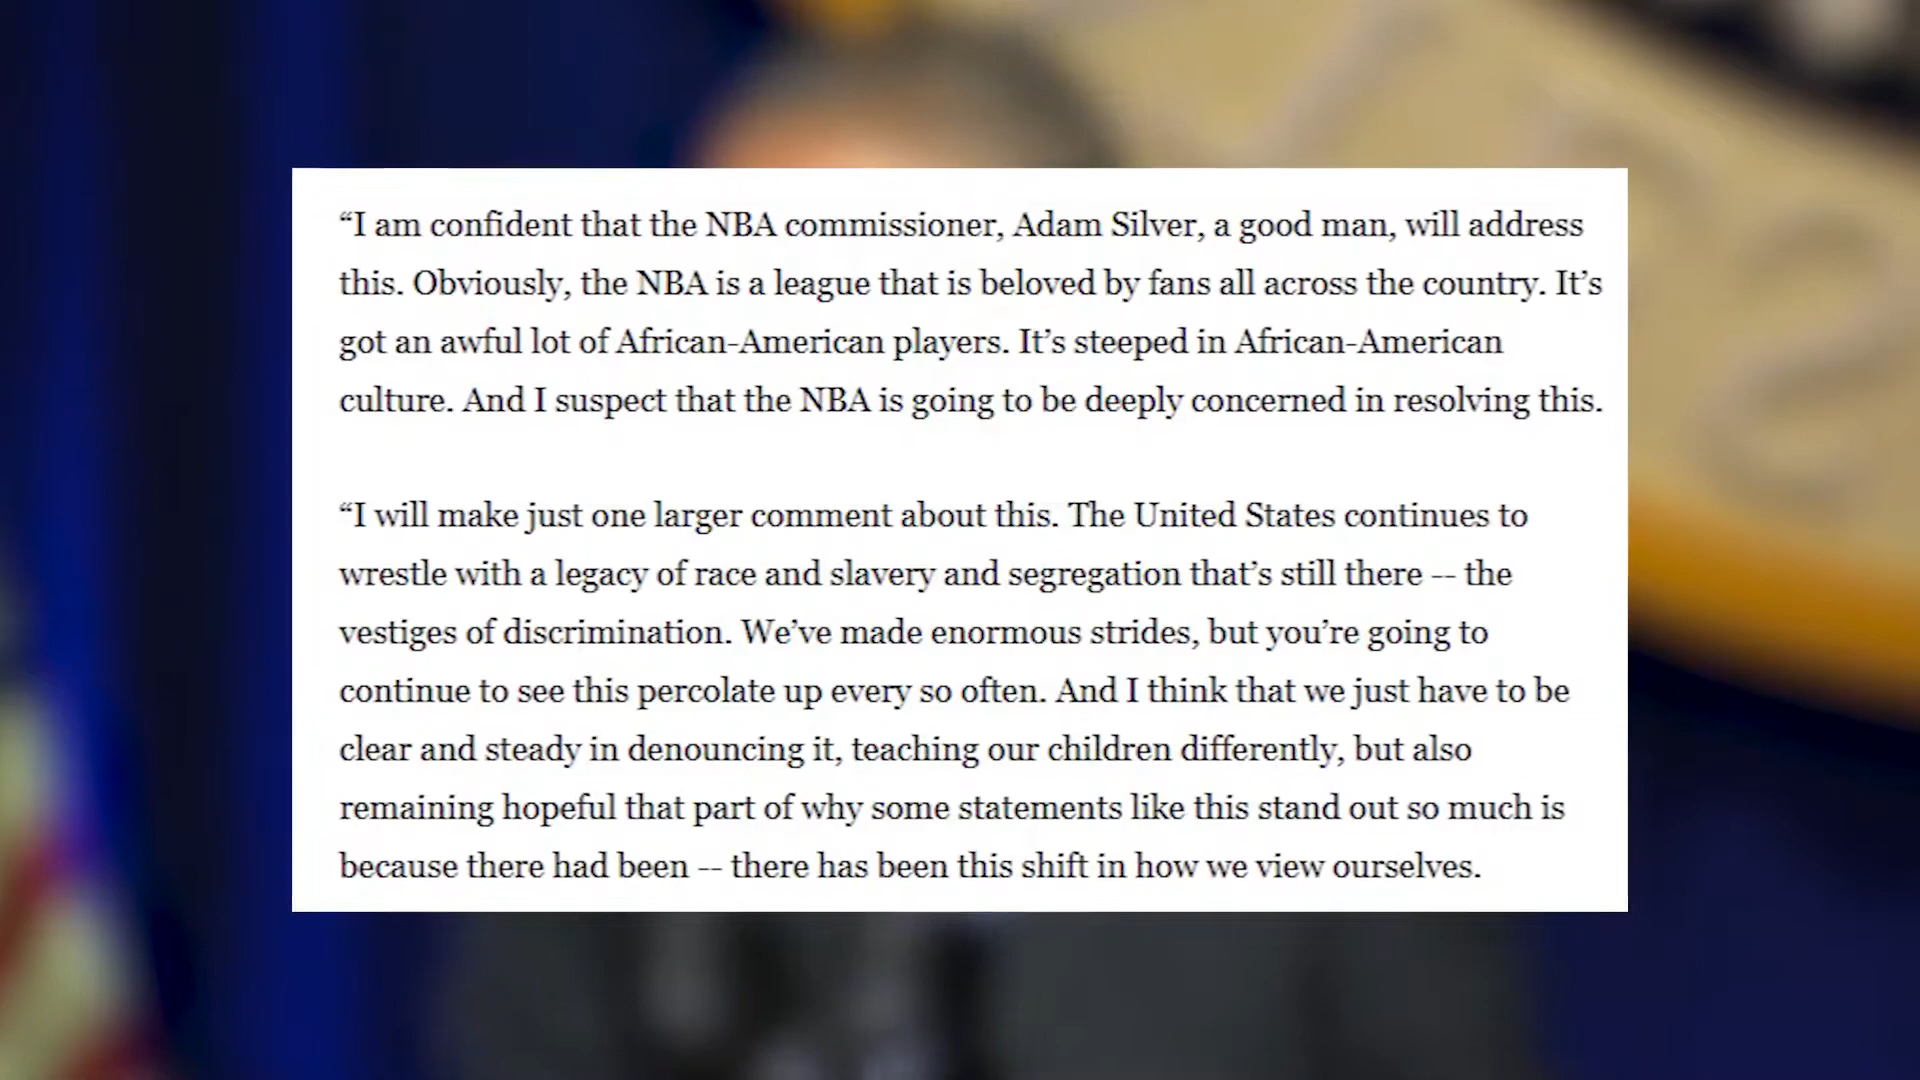 “I am confident that the NBA commissioner, Adam Silver, a good man, will address
this. Obviously, the NBA is a league that is beloved by fans all across the country. It’s
got an awful lot of African-American players. It’s steeped in African-American
culture. And I suspect that the NBA is going to be deeply concerned in resolving this.
“I will make just one larger comment about this. The United States continues to
wrestle with a legacy of race and slavery and segregation that’s still there -- the
vestiges of discrimination. We’ve made enormous strides, but you’re going to
continue to see this percolate up every so often. And I think that we just have to be
clear and steady in denouncing it, teaching our children differently, but also
remaining hopeful that part of why some statements like this stand out so much is
because there had been -- there has been this shift in how we view ourselves.